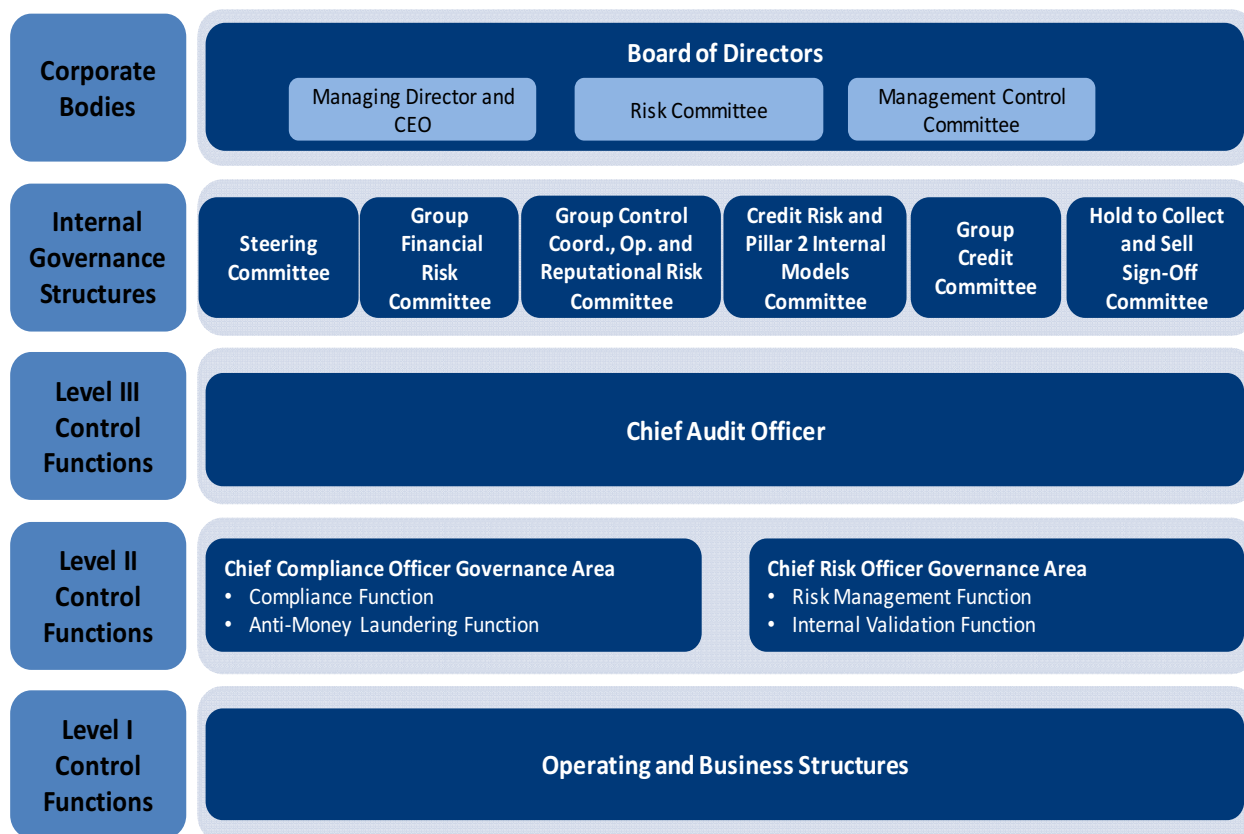 Corporate
Bodies
Board of Directors
Managing Director and
CEO
Risk Committee
Management Control
Committee
Internal
Governance
Structures
Steering
Committee
Group
Financial
Risk
Committee
Group Control
Coord., Op. and
Reputational Risk
Committee
Credit Risk and
Pillar 2 Internal
Models
Committee
Group
Credit
Committee
Hold to Collect
and Sell
Sign-Off
Committee
Level III
Control
Functions
Chief Audit Officer
Level II
Control
Functions
Chief Compliance Officer Governance Area
• Compliance Function
• Anti-Money Laundering Function
Chief Risk Officer Governance Area
• Risk Management Function
• Internal Validation Function
Level I
Control
Functions
Operating and Business Structures